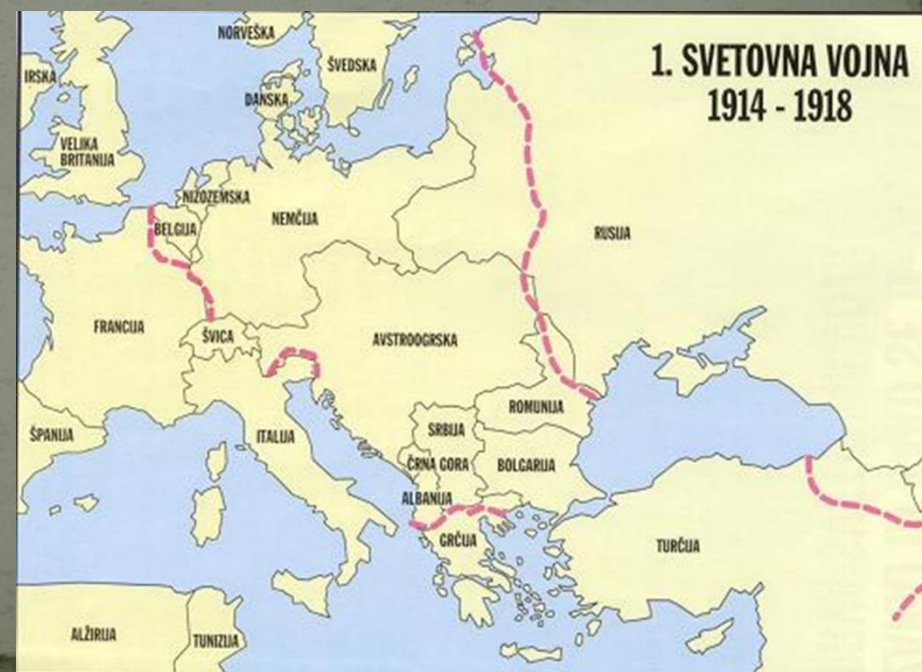 1. SVETOVNA VOJNA
1914 - 1918
NORVEŠKA
ŠVEDSKA
IRSKA
DANSKA
VELIKA
BRITANIJA
NIZOZEMSKA
BELGIJA
NEMČIJA
RUSIJA
FRANCIJA
ŠVICA
AVSTROOGRSKA
ROMUNIJA
ŠPANIJA
ITALIJA
SRBIJA
ČRNA GORA
BOLGARIJA
ALBANIJA
GRČIJA
TURČIJA
ALŽIRIJA
TUNIZIJA